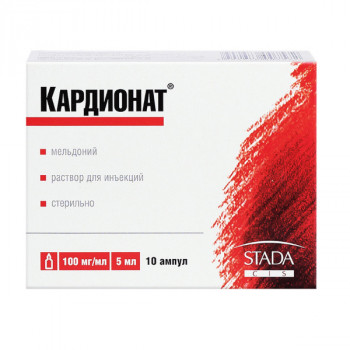 КАРДИОНАТ®
мельдоний
раствор для инъекций
стерильно
100 мг/мл 5 мл 10 ампул
STADA
CIS